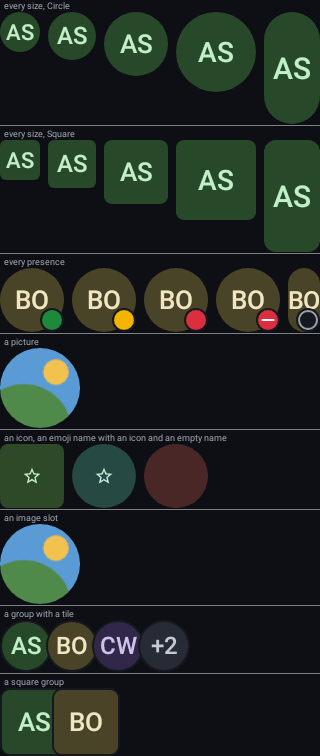 every size, Circle
AS AS AS AS AS
every size, Square
AS AS AS AS AS
every presence
BO BO BO BO BO
a picture
an icon, an emoji name with an icon and an empty name
an image slot
a group with a tile
AS BO CW +2
a square group
AS BO